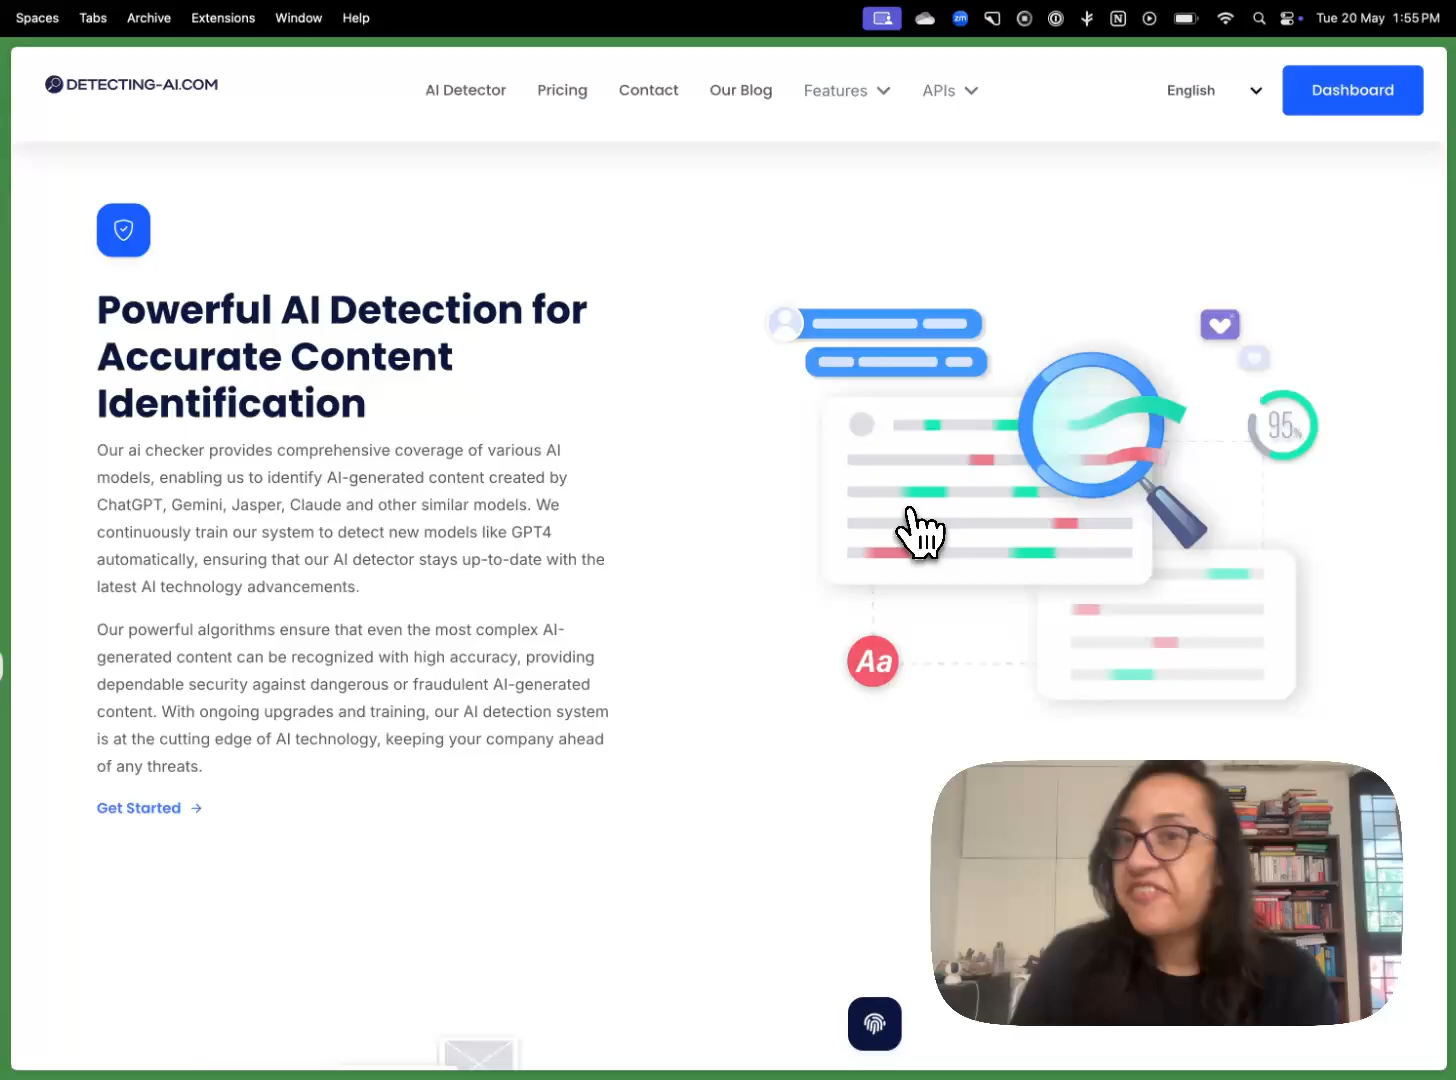 Spaces Tabs Archive Extensions Window Help
zm
N
Tue 20 May 1:55 PM
DETECTING-AI.COM
AI Detector Pricing Contact Our Blog Features APIs English Dashboard
Powerful AI Detection for
Accurate Content
Identification
Our ai checker provides comprehensive coverage of various AI
models, enabling us to identify AI-generated content created by
ChatGPT, Gemini, Jasper, Claude and other similar models. We
continuously train our system to detect new models like GPT4
automatically, ensuring that our AI detector stays up-to-date with the
latest AI technology advancements.
Our powerful algorithms ensure that even the most complex AI-
generated content can be recognized with high accuracy, providing
dependable security against dangerous or fraudulent AI-generated
content. With ongoing upgrades and training, our AI detection system
is at the cutting edge of AI technology, keeping your company ahead
of any threats.
Get Started →
95%
Aa